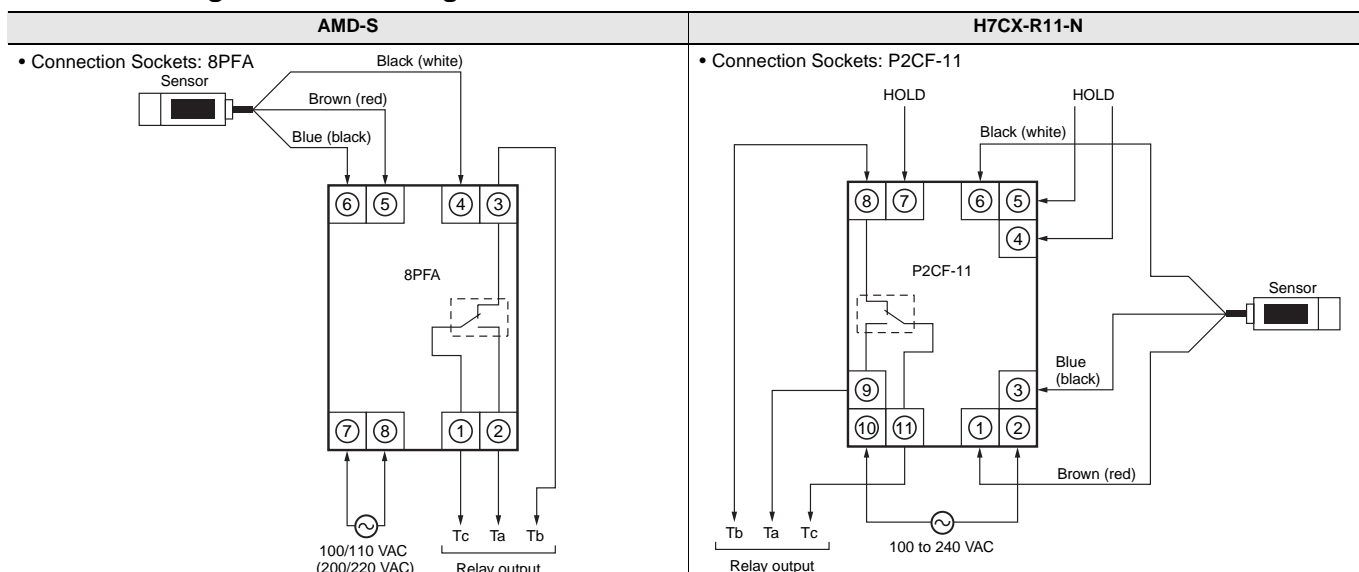 AMD-S
H7CX-R11-N
• Connection Sockets: 8PFA
Sensor
Black (white)
Brown (red)
Blue (black)
6 5 4 3
8PFA
7 8 1 2
Tc Ta Tb
100/110 VAC
(200/220 VAC)
Relay output
• Connection Sockets: P2CF-11
HOLD HOLD
Black (white)
8 7 6 5
4
P2CF-11
Sensor
Blue
(black)
9 3
10 11 1 2
Brown (red)
Tb Ta Tc
100 to 240 VAC
Relay output